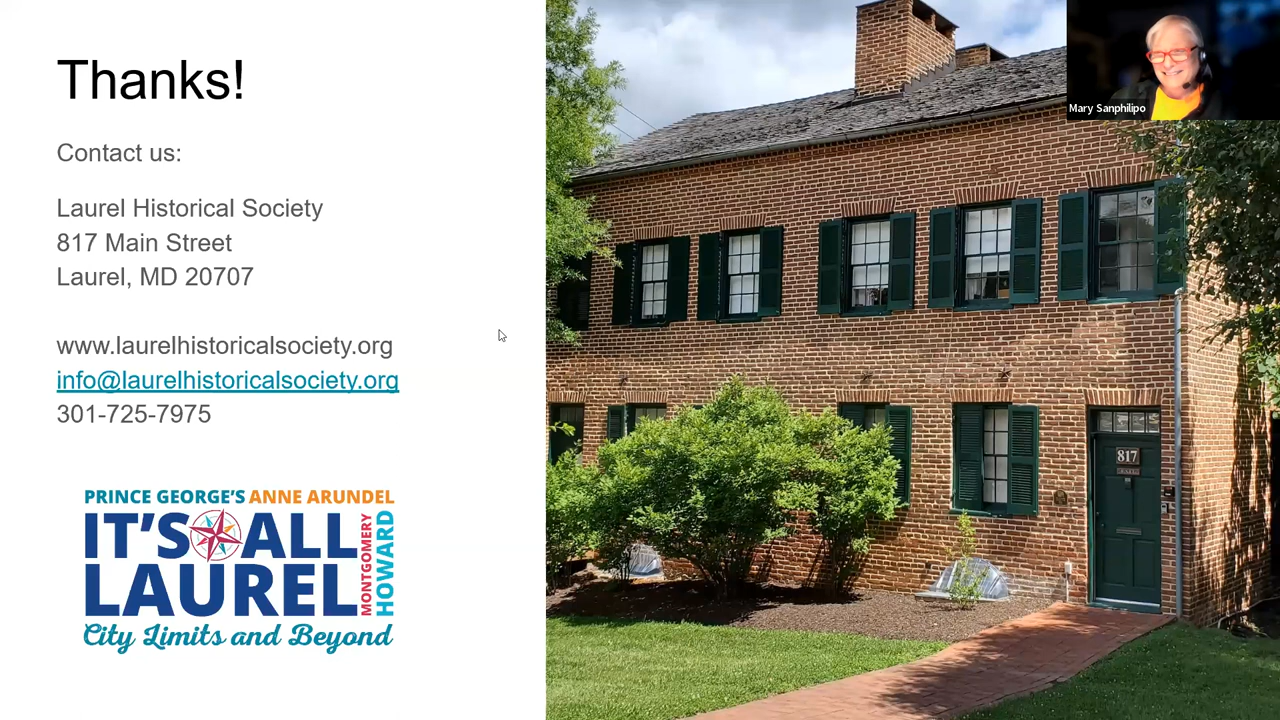 Thanks!
Contact us:
Laurel Historical Society
817 Main Street
Laurel, MD 20707
www.laurelhistoricalsociety.org
info@laurelhistoricalsociety.org
301-725-7975
PRINCE GEORGE'S ANNE ARUNDEL
IT'S ALL
LAUREL
MONTGOMERY
HOWARD
City Limits and Beyond
Mary Sanphilipo
817